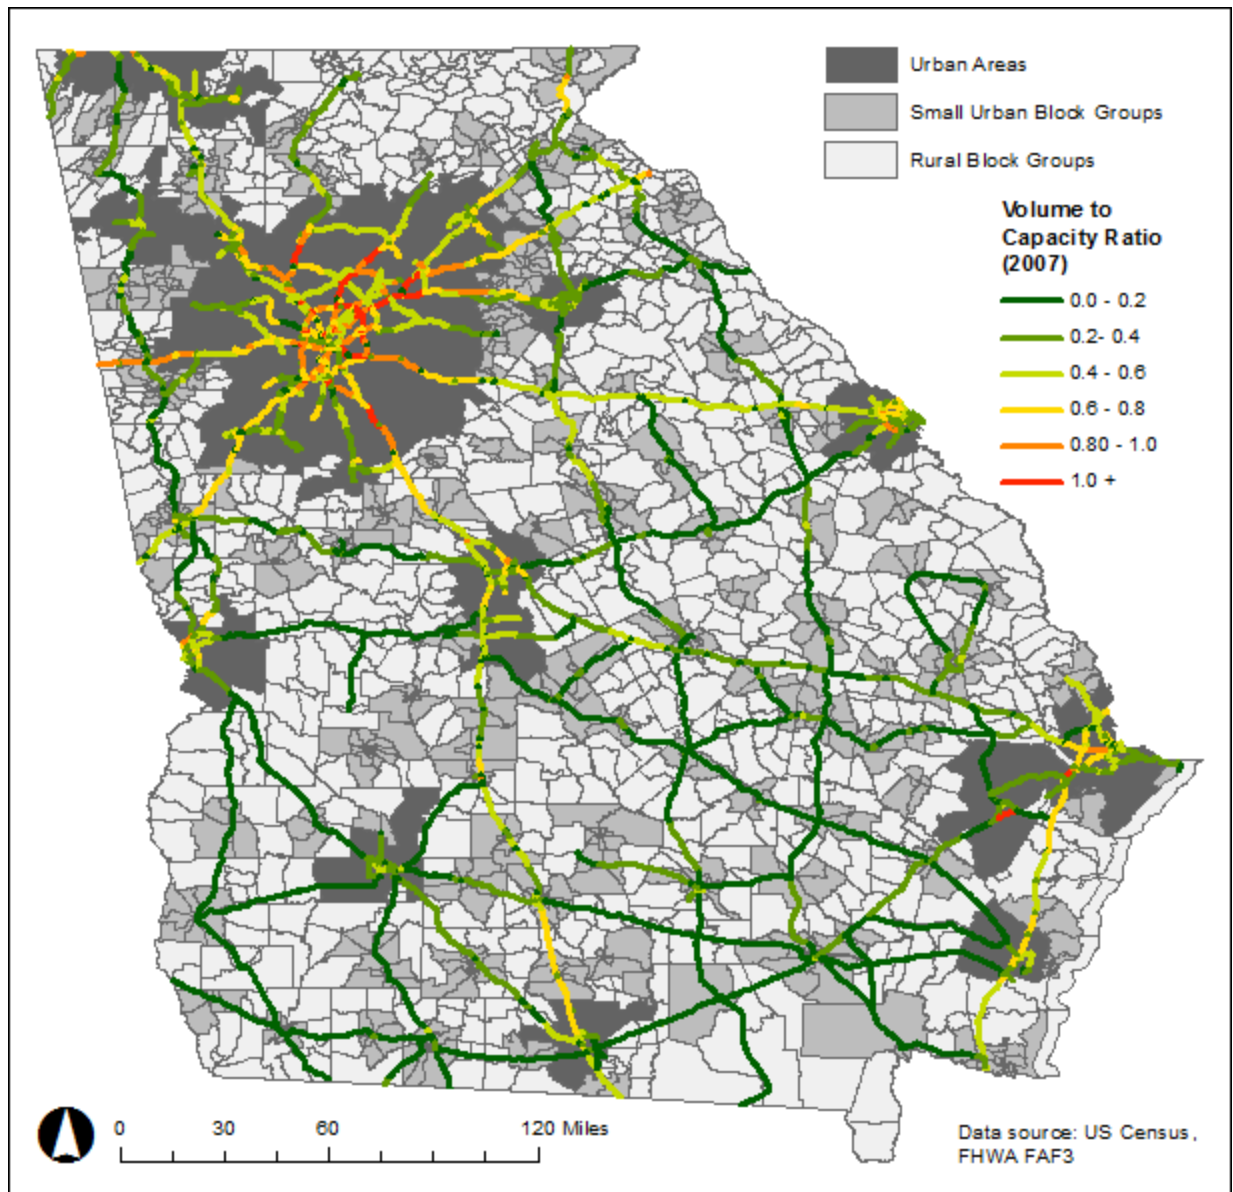 Urban Areas
Small Urban Block Groups
Rural Block Groups
Volume to
Capacity Ratio
(2007)
0.0 - 0.2
0.2- 0.4
0.4 - 0.6
0.6 - 0.8
0.80 - 1.0
1.0 +
0 30 60 120 Miles
Data source: US Census,
FHWA FAF3